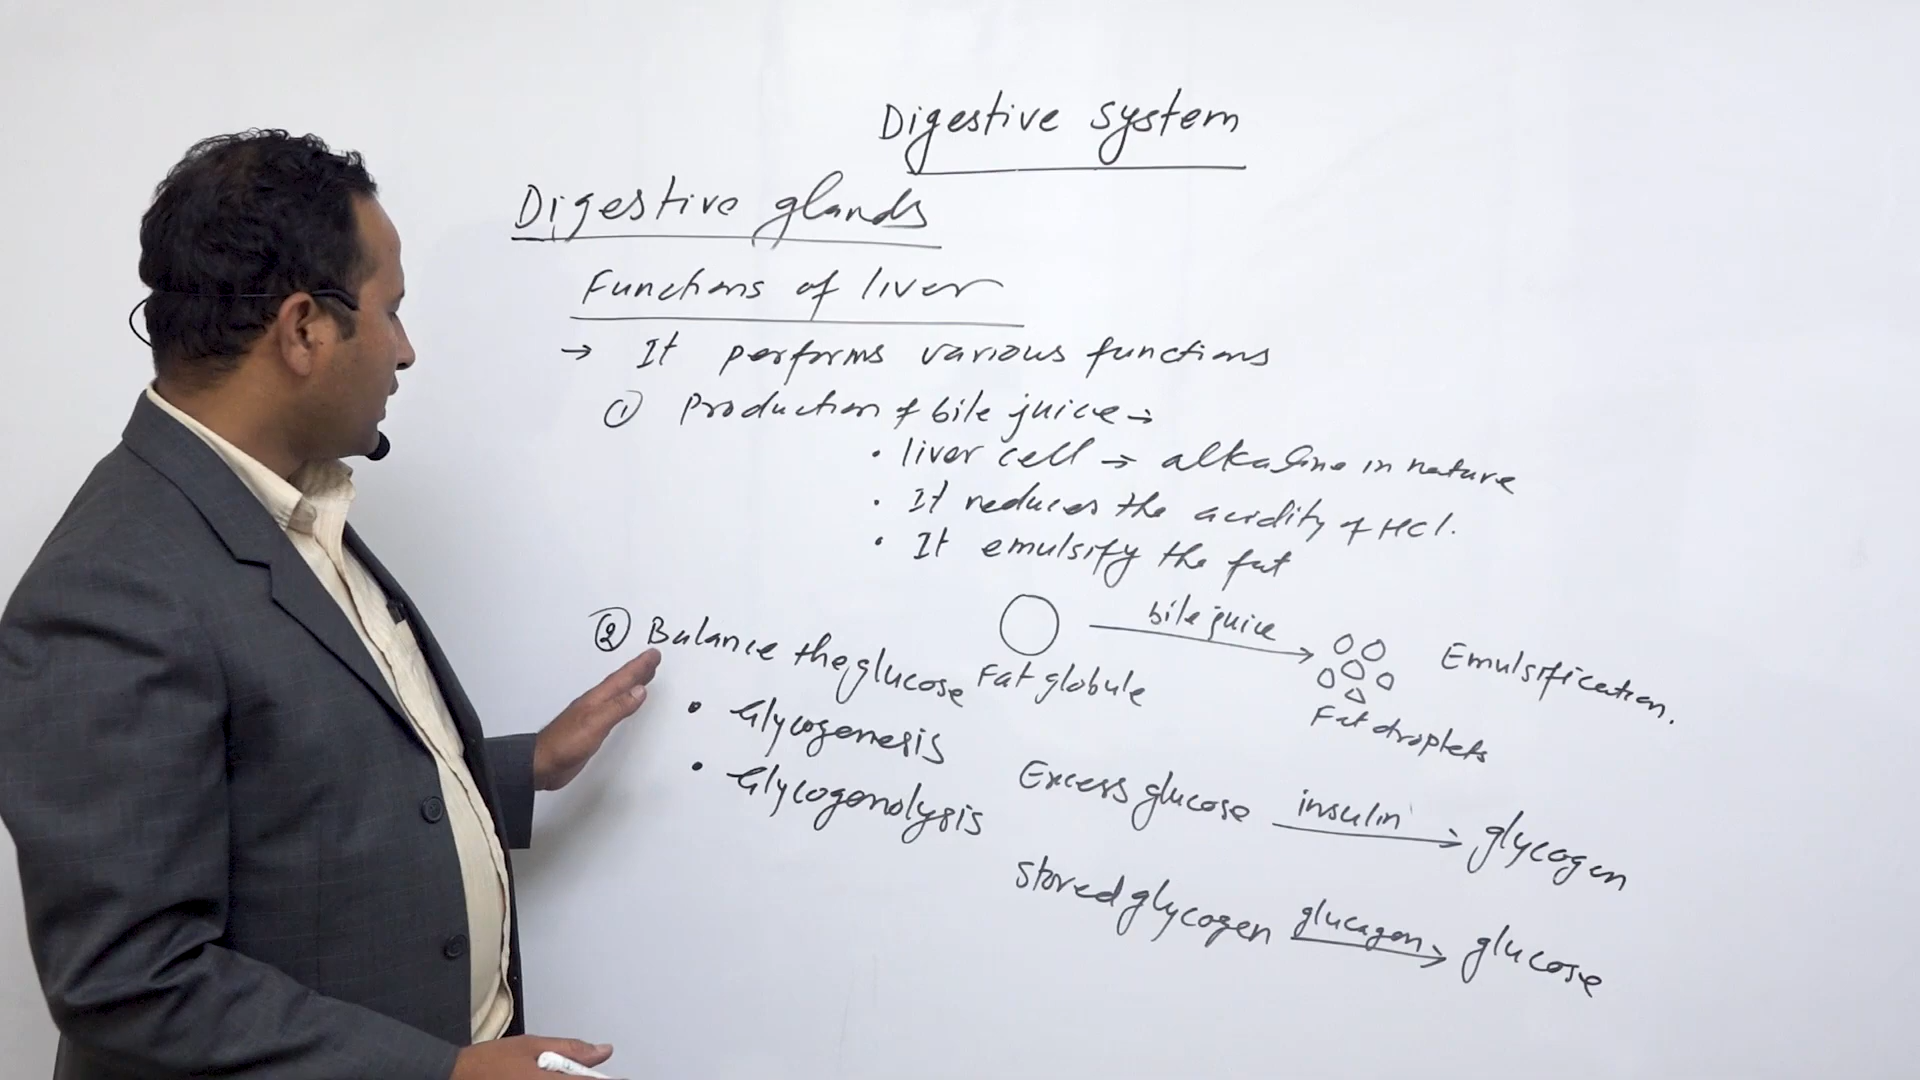 Digestive system
Digestive glands
Functions of liver
→ It performs various functions
① Production of bile juice →
• liver cell → alkaline in nature
• It reduces the acidity of HCl.
• It emulsify the fat
bile juice
Fat globule
Fat droplets
Emulsification.
② Balance the glucose
• Glycogenesis
• Glycogenolysis
Excess glucose insulin → glycogen
stored glycogen glucagon → glucose